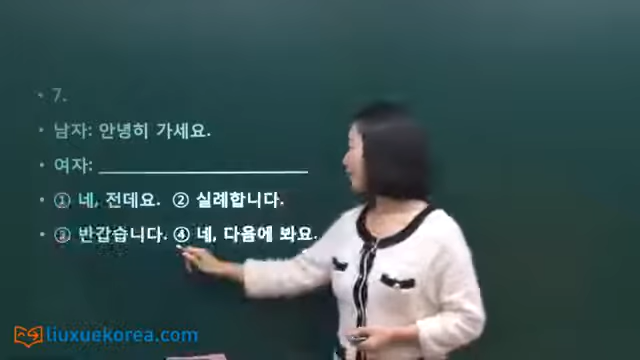 • 7.
• 남자: 안녕히 가세요.
• 여자: ____________________
• ① 네, 전데요. ② 실례합니다.
• ③ 반갑습니다. ④ 네, 다음에 봐요.
liuxuekorea.com